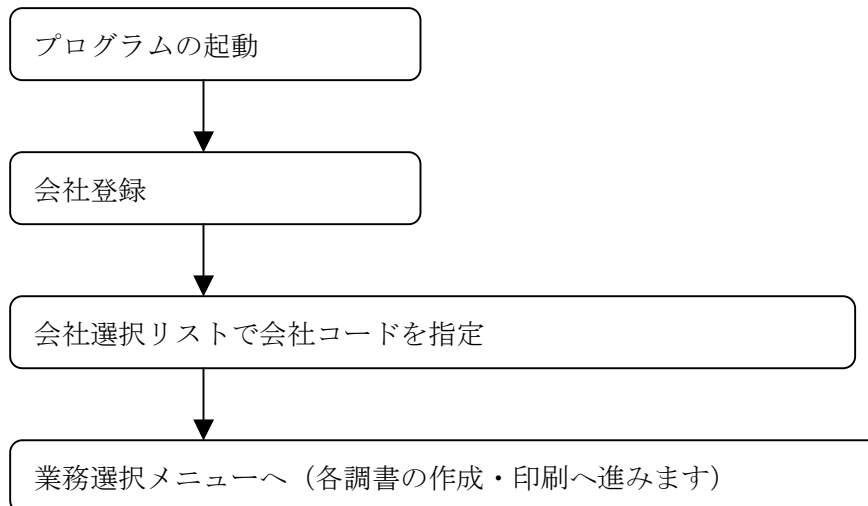 プログラムの起動
会社登録
会社選択リストで会社コードを指定
業務選択メニューへ（各調書の作成・印刷へ進みます）